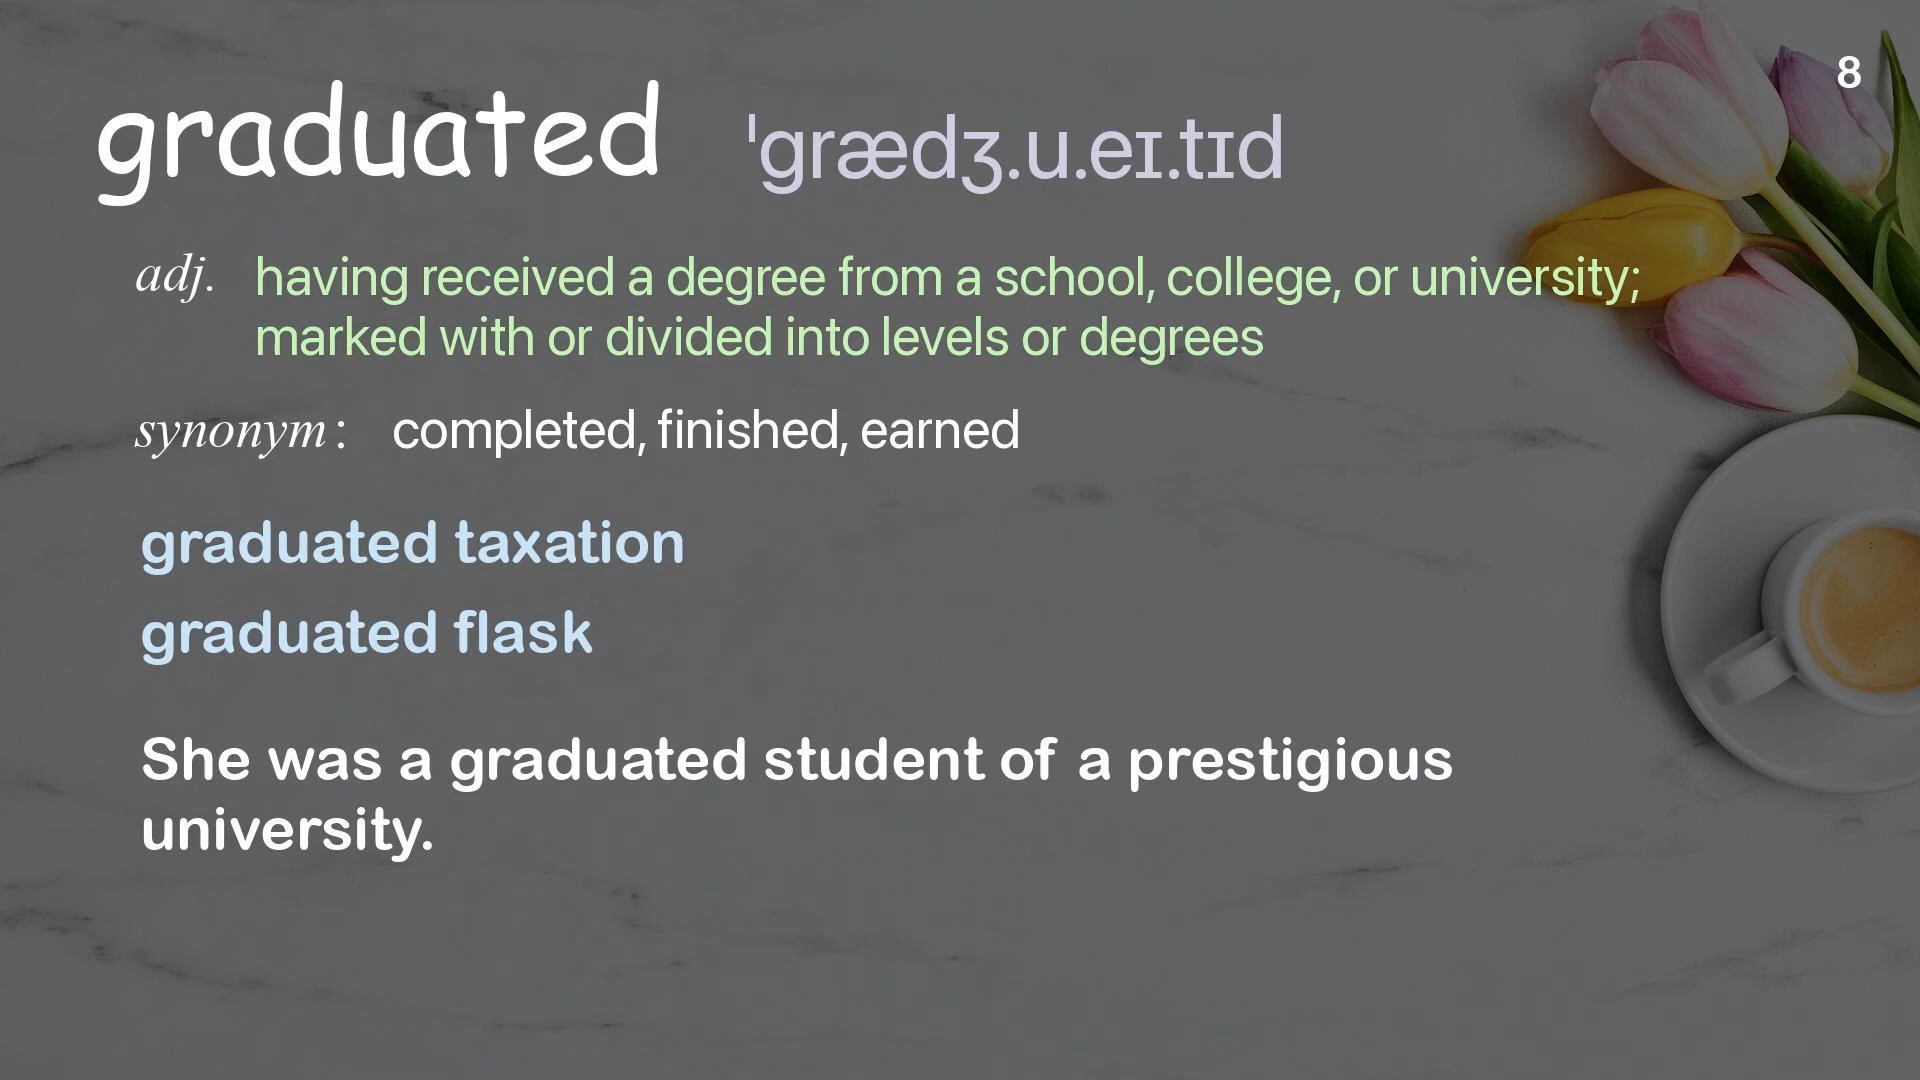 8
graduated ˈɡrædʒ.u.eɪ.tɪd
adj. having received a degree from a school, college, or university;
marked with or divided into levels or degrees
synonym: completed, finished, earned
graduated taxation
graduated flask
She was a graduated student of a prestigious
university.